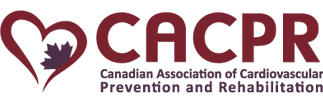 CACPR
Canadian Association of Cardiovascular
Prevention and Rehabilitation